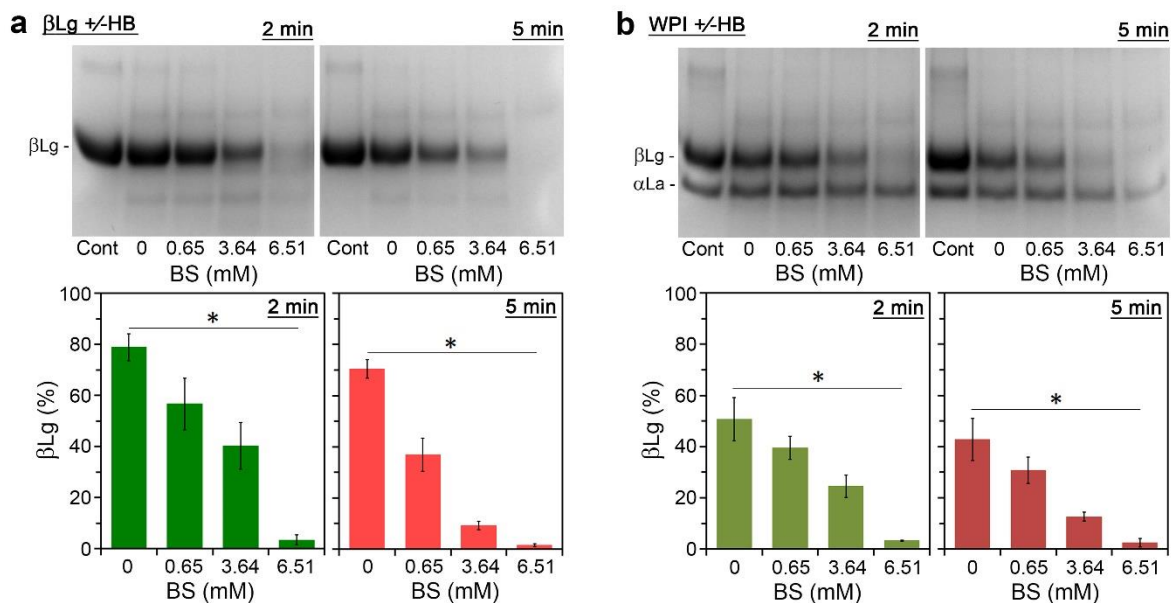 a βLg +/-HB
2 min
5 min
βLg -
Cont 0 0.65 3.64 6.51
BS (mM)
Cont 0 0.65 3.64 6.51
BS (mM)
100
80
60
40
20
0
βLg (%)
2 min
*
0 0.65 3.64 6.51
BS (mM)
5 min
*
0 0.65 3.64 6.51
BS (mM)
b WPI +/-HB
2 min
5 min
βLg -
αLa -
Cont 0 0.65 3.64 6.51
BS (mM)
Cont 0 0.65 3.64 6.51
BS (mM)
100
80
60
40
20
0
βLg (%)
2 min
*
0 0.65 3.64 6.51
BS (mM)
5 min
*
0 0.65 3.64 6.51
BS (mM)